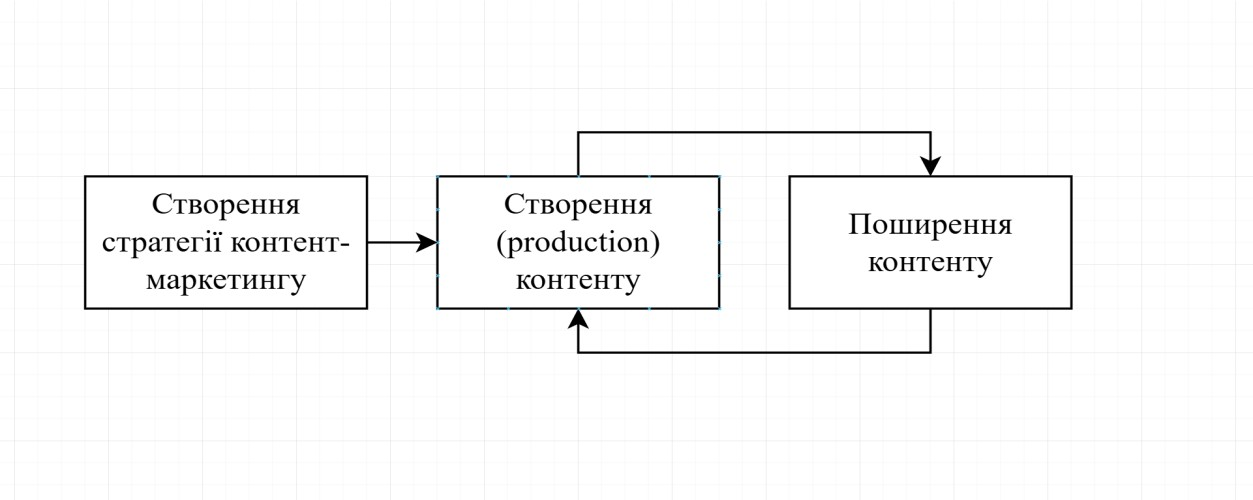 Створення
стратегії контент-
маркетингу
Створення
(production)
контенту
Поширення
контенту